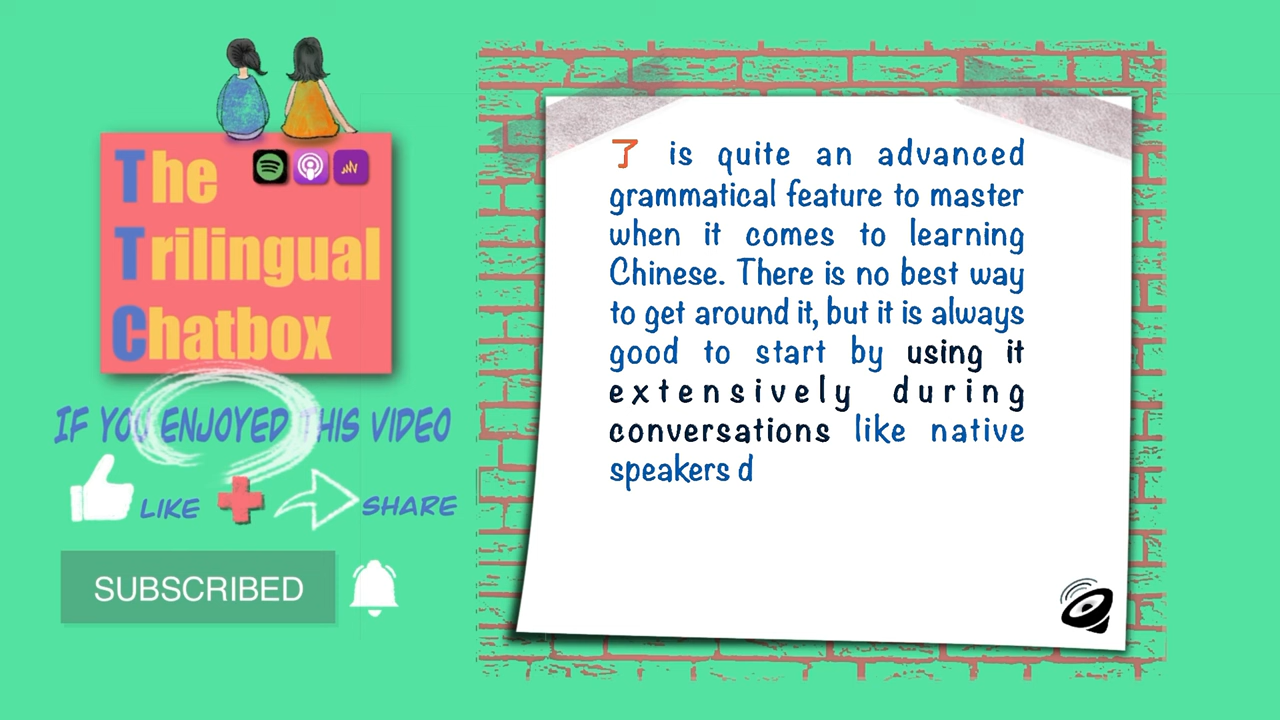 The
Trilingual
Chatbox
IF YOU ENJOYED THIS VIDEO
LIKE
SHARE
SUBSCRIBED
了 is quite an advanced
grammatical feature to master
when it comes to learning
Chinese. There is no best way
to get around it, but it is always
good to start by using it
extensively during
conversations like native
speakers d